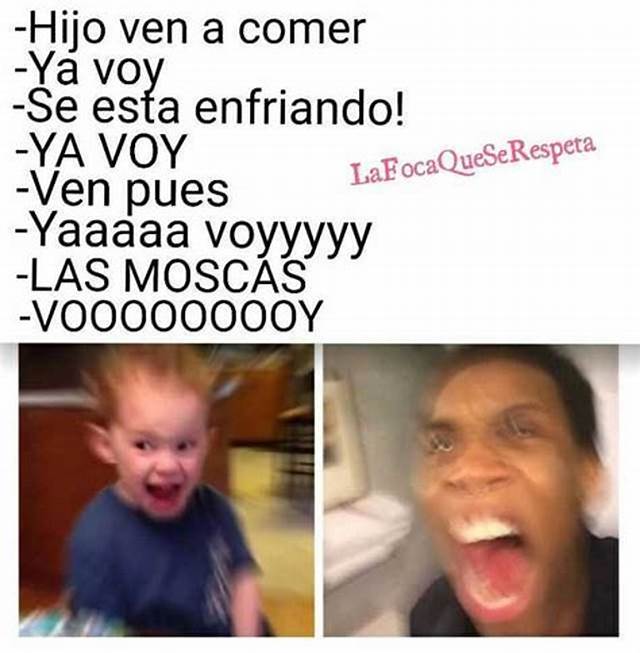 -Hijo ven a comer
-Ya voy
-Se esta enfriando!
-YA VOY
LaFocaQueSeRespeta
-Ven pues
-Yaaaaa voyyyyy
-LAS MOSCAS
-VOOOOOOOOY